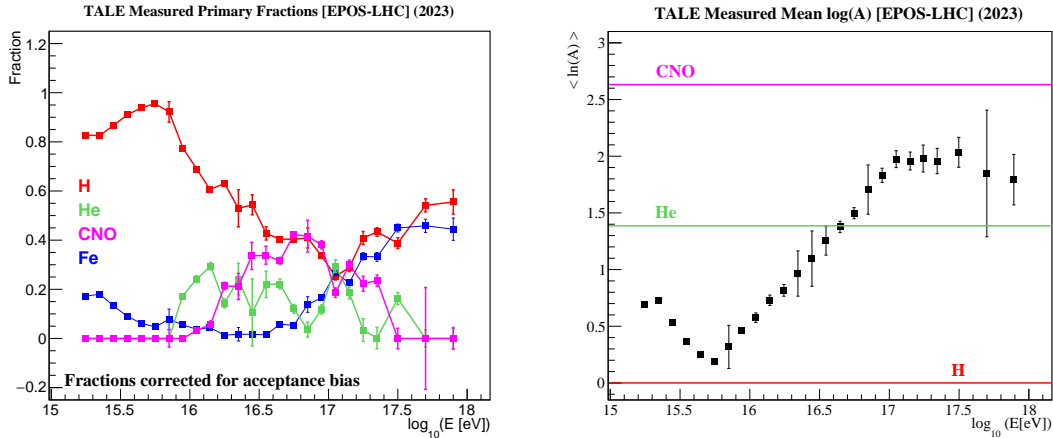 TALE Measured Primary Fractions [EPOS-LHC] (2023)
Fraction
1.2
1
0.8
0.6
0.4
0.2
0
−0.2
H
He
CNO
Fe
Fractions corrected for acceptance bias
15 15.5 16 16.5 17 17.5 18
log10(E [eV])
TALE Measured Mean log(A) [EPOS-LHC] (2023)
< ln(A) >
3
2.5
2
1.5
1
0.5
0
CNO
He
H
15 15.5 16 16.5 17 17.5 18
log10(E[eV])